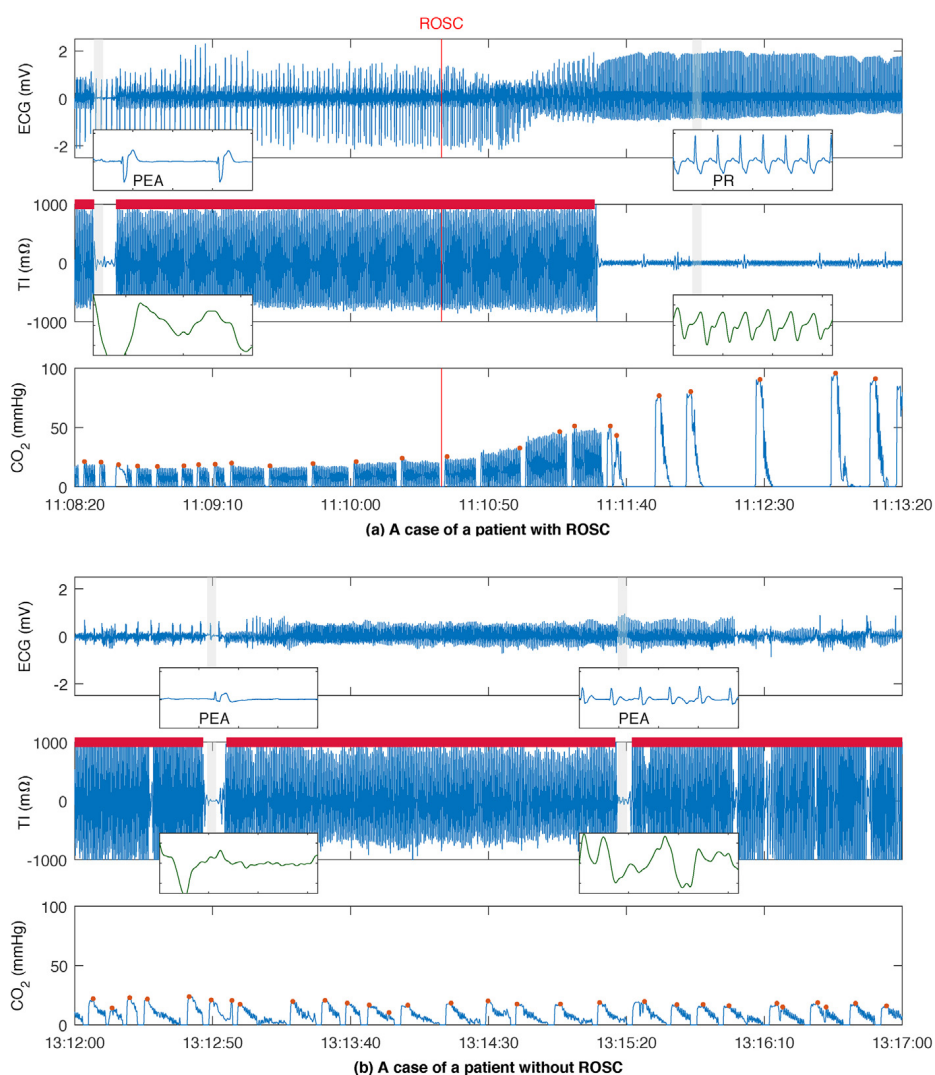 ROSC
ECG (mV)
2
0
-2
PEA
PR
TI (mΩ)
1000
0
-1000
CO2 (mmHg)
100
50
0
11:08:20 11:09:10 11:10:00 11:10:50 11:11:40 11:12:30 11:13:20
(a) A case of a patient with ROSC
ECG (mV)
2
0
-2
PEA
PEA
TI (mΩ)
1000
0
-1000
CO2 (mmHg)
100
50
0
13:12:00 13:12:50 13:13:40 13:14:30 13:15:20 13:16:10 13:17:00
(b) A case of a patient without ROSC